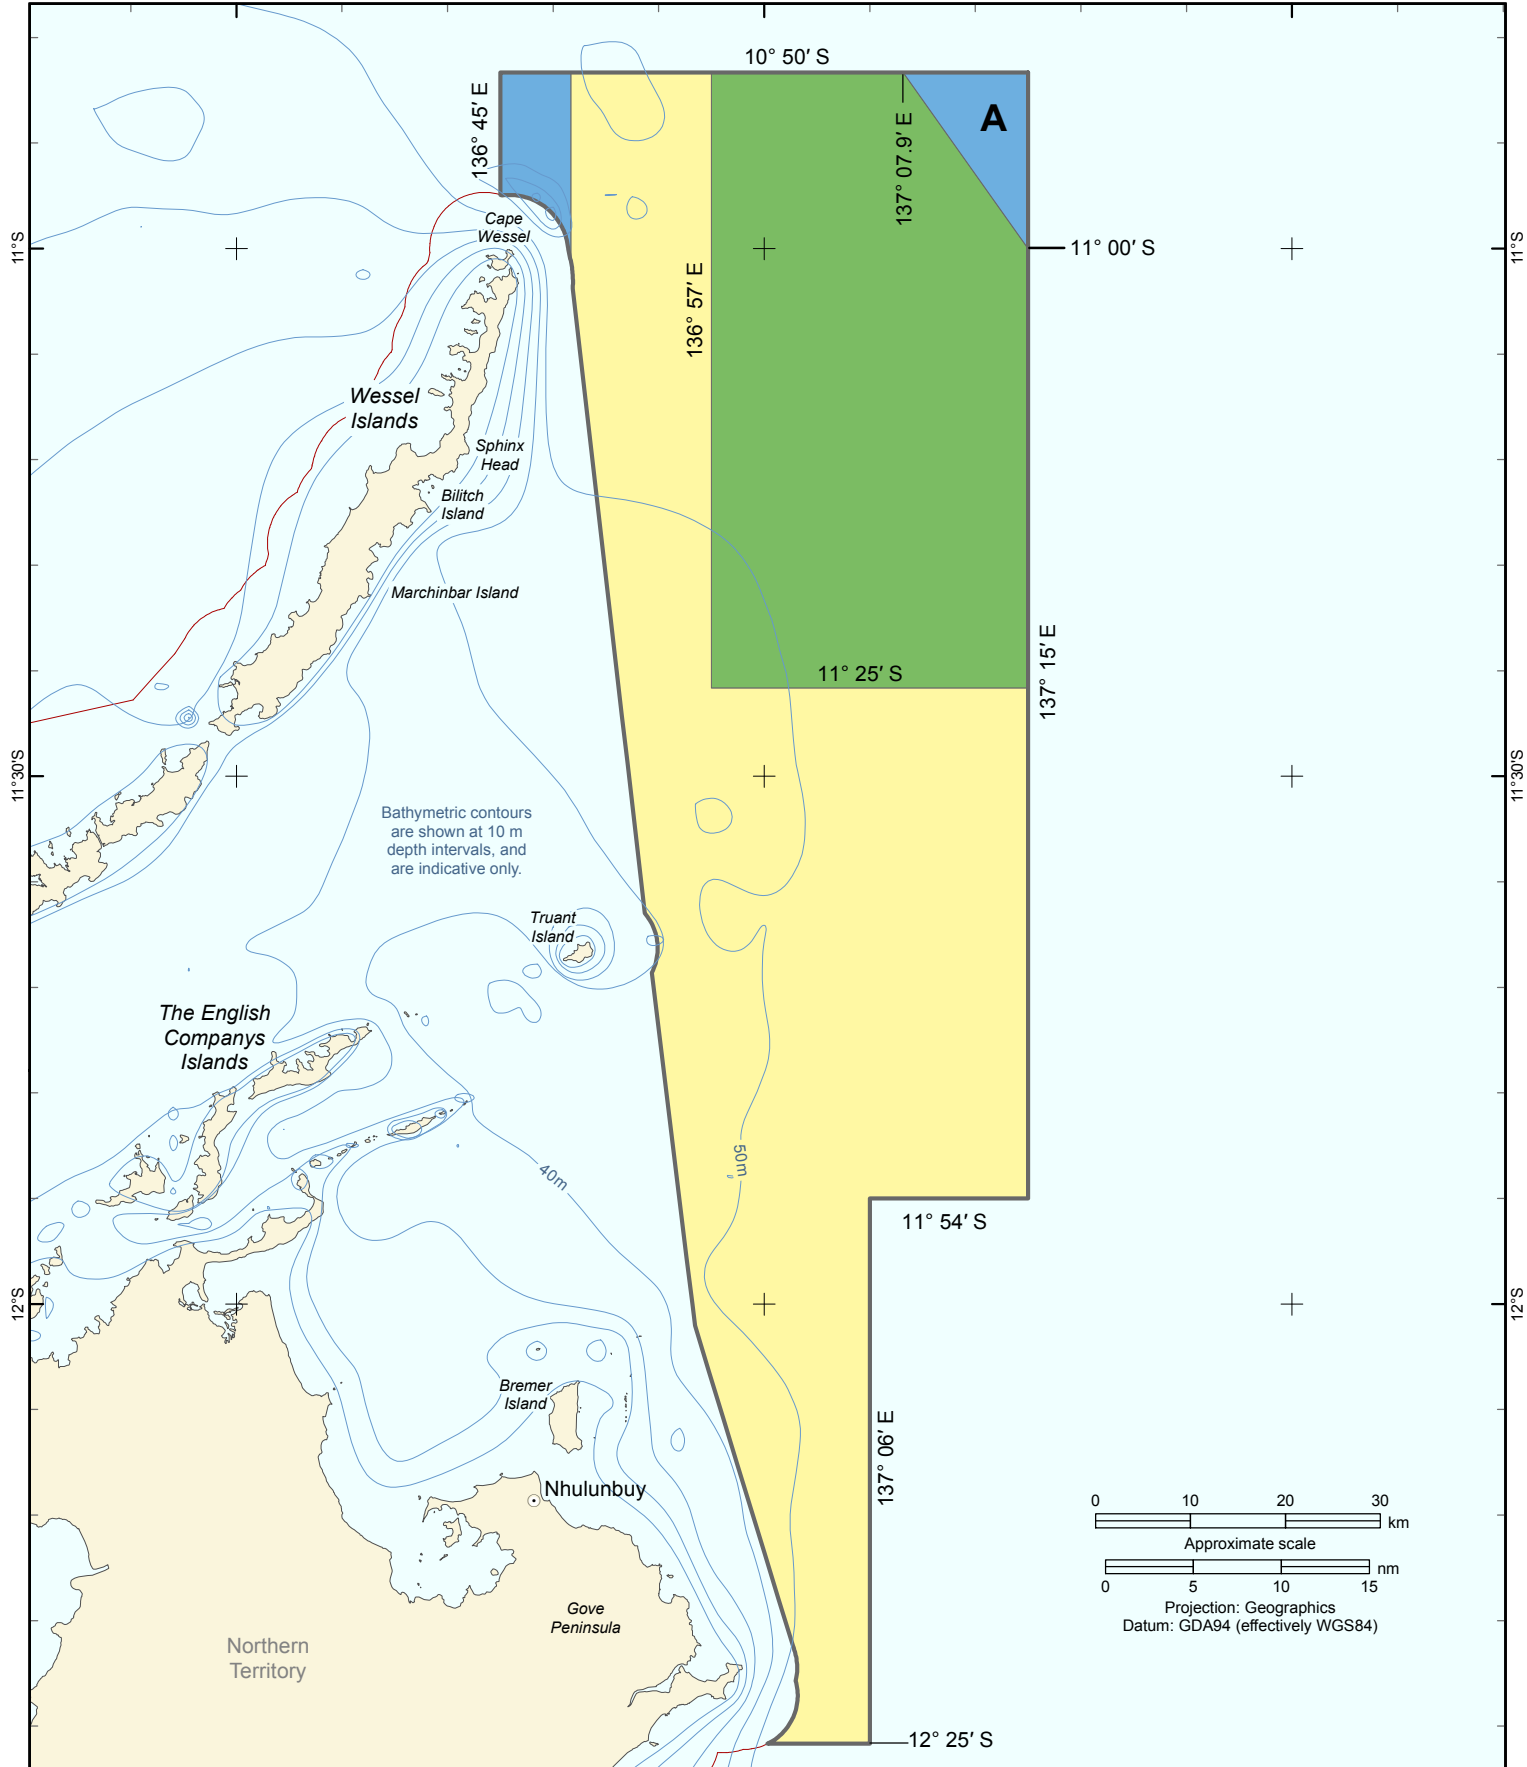 10° 50′ S
136° 45′ E
A
137° 07.9′ E
Cape
Wessel
11°S
11° 00′ S
11°S
136° 57′ E
Wessel
Islands
Sphinx
Head
Bilitch
Island
Marchinbar Island
11° 25′ S
137° 15′ E
11°30'S
11°30'S
Bathymetric contours
are shown at 10 m
depth intervals, and
are indicative only.
Truant
Island
The English
Companys
Islands
40m
50m
11° 54′ S
12°S
12°S
Bremer
Island
137° 06′ E
Nhulunbuy
0 10 20 30
km
Approximate scale
nm
0 5 10 15
Projection: Geographics
Datum: GDA94 (effectively WGS84)
Gove
Peninsula
Northern
Territory
12° 25′ S